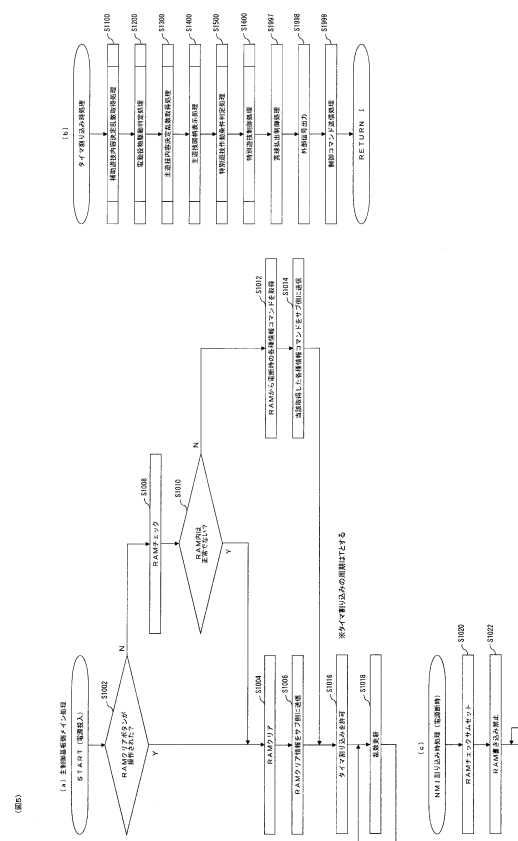 (図5)
(a) 主制御基板側メイン処理
START (電源投入)
S1002
RAMクリアボタンが
操作された?
N
Y
S1008
RAMチェック
S1010
RAM内は
正常でない?
N
Y
S1004
RAMクリア
S1006
RAMクリア情報をサブ側に送信
S1012
RAMから電断時の各種情報コマンドを取得
S1014
当該取得した各種情報コマンドをサブ側に送信
S1016
タイマ割り込みを許可
※タイマ割り込みの周期はTとする
S1018
乱数更新
(b)
タイマ割り込み時処理
S1100
補助遊技内容決定乱数取得処理
S1200
電動役物駆動判定処理
S1300
主遊技内容決定乱数取得処理
S1400
主遊技図柄表示処理
S1500
特別遊技作動条件判定処理
S1600
特別遊技制御処理
S1997
賞球払出制御処理
S1998
外部信号出力
S1999
制御コマンド送信処理
RETURN I
(c)
NMI割り込み時処理 (電源断時)
S1020
RAMチェックサムセット
S1022
RAM書き込み禁止